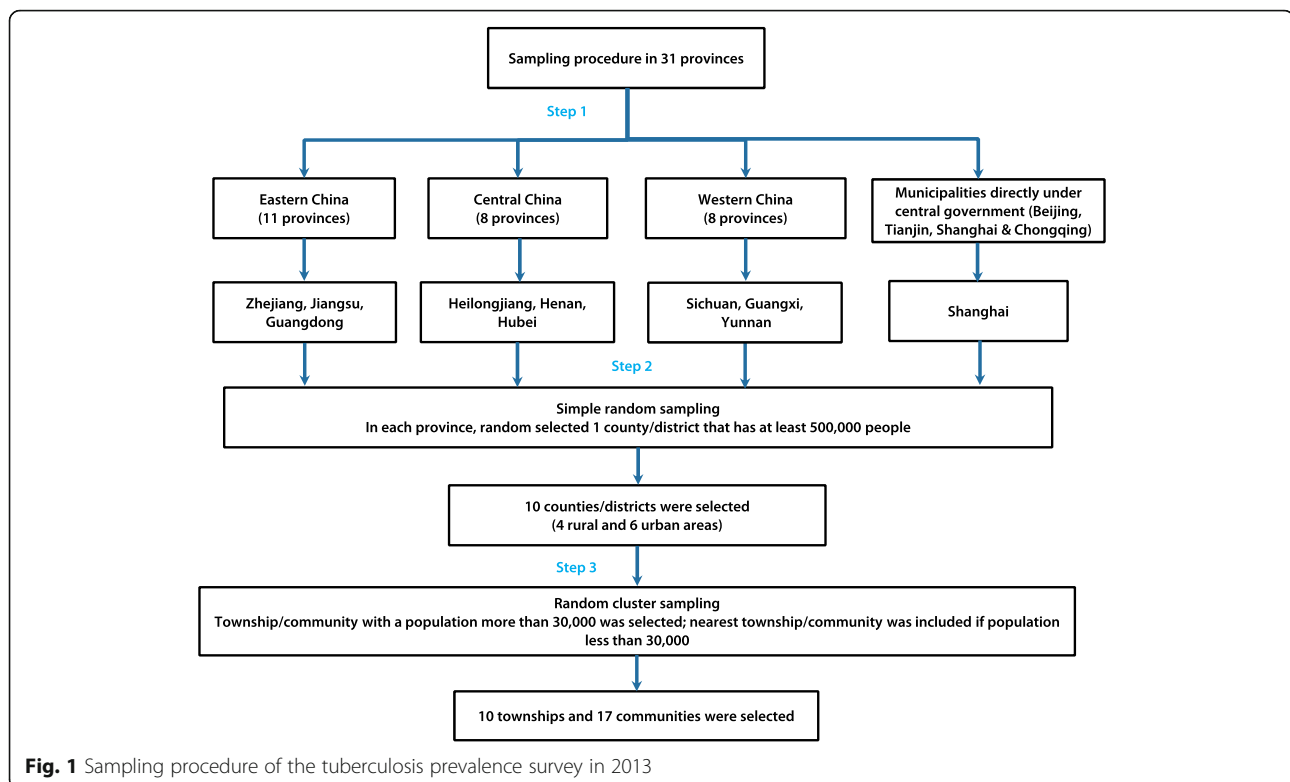 Sampling procedure in 31 provinces
Step 1
Eastern China
(11 provinces)
Central China
(8 provinces)
Western China
(8 provinces)
Municipalities directly under
central government (Beijing,
Tianjin, Shanghai & Chongqing)
Zhejiang, Jiangsu,
Guangdong
Heilongjiang, Henan,
Hubei
Sichuan, Guangxi,
Yunnan
Shanghai
Step 2
Simple random sampling
In each province, random selected 1 county/district that has at least 500,000 people
10 counties/districts were selected
(4 rural and 6 urban areas)
Step 3
Random cluster sampling
Township/community with a population more than 30,000 was selected; nearest township/community was included if population
less than 30,000
10 townships and 17 communities were selected
Fig. 1 Sampling procedure of the tuberculosis prevalence survey in 2013